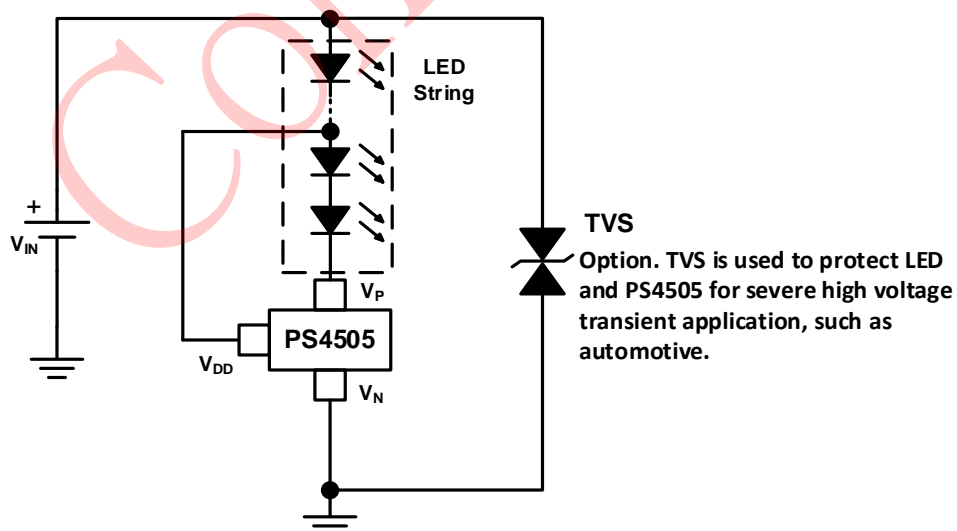 Con
LED
String
+
VIN
TVS
Option. TVS is used to protect LED
and PS4505 for severe high voltage
transient application, such as
automotive.
VP
PS4505
VDD
VN